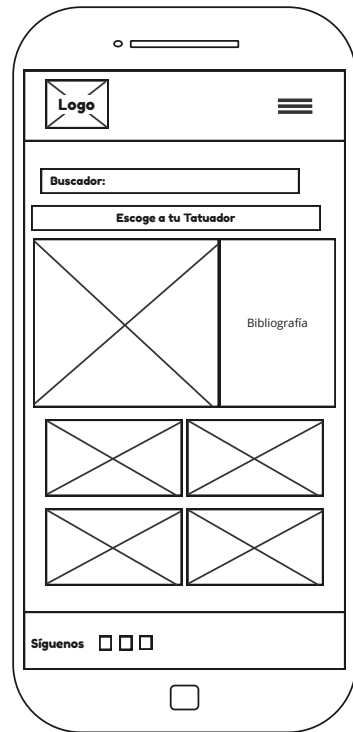 Logo
Buscador:
Escoge a tu Tatuador
Bibliografía
Síguenos